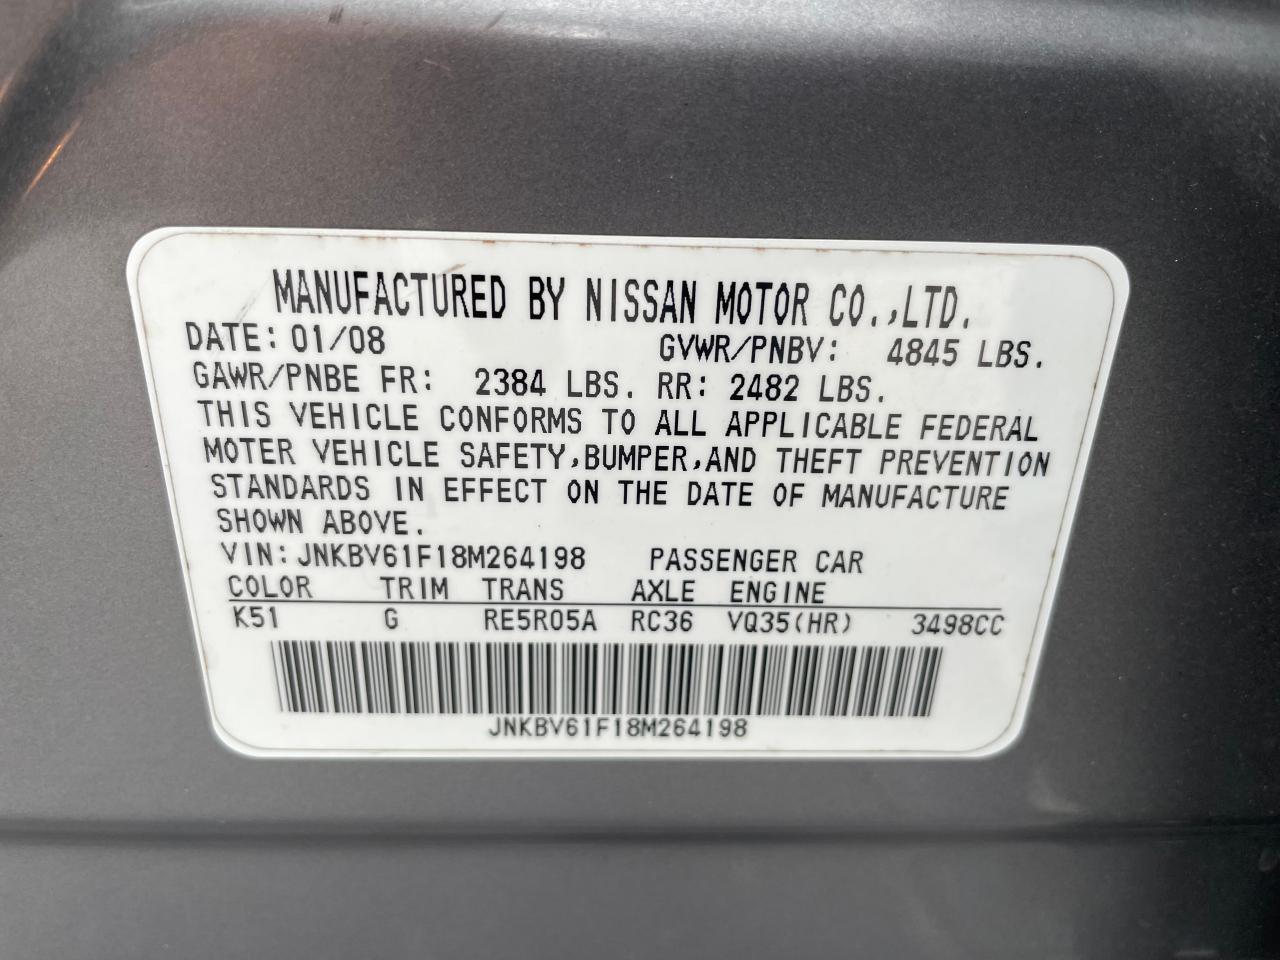 MANUFACTURED BY NISSAN MOTOR CO.,LTD.
DATE: 01/08 GVWR/PNBV: 4845 LBS.
GAWR/PNBE FR: 2384 LBS. RR: 2482 LBS.
THIS VEHICLE CONFORMS TO ALL APPLICABLE FEDERAL
MOTER VEHICLE SAFETY,BUMPER,AND THEFT PREVENTION
STANDARDS IN EFFECT ON THE DATE OF MANUFACTURE
SHOWN ABOVE.
VIN: JNKBV61F18M264198 PASSENGER CAR
COLOR TRIM TRANS AXLE ENGINE
K51 G RE5R05A RC36 VQ35(HR) 3498CC
JNKBV61F18M264198